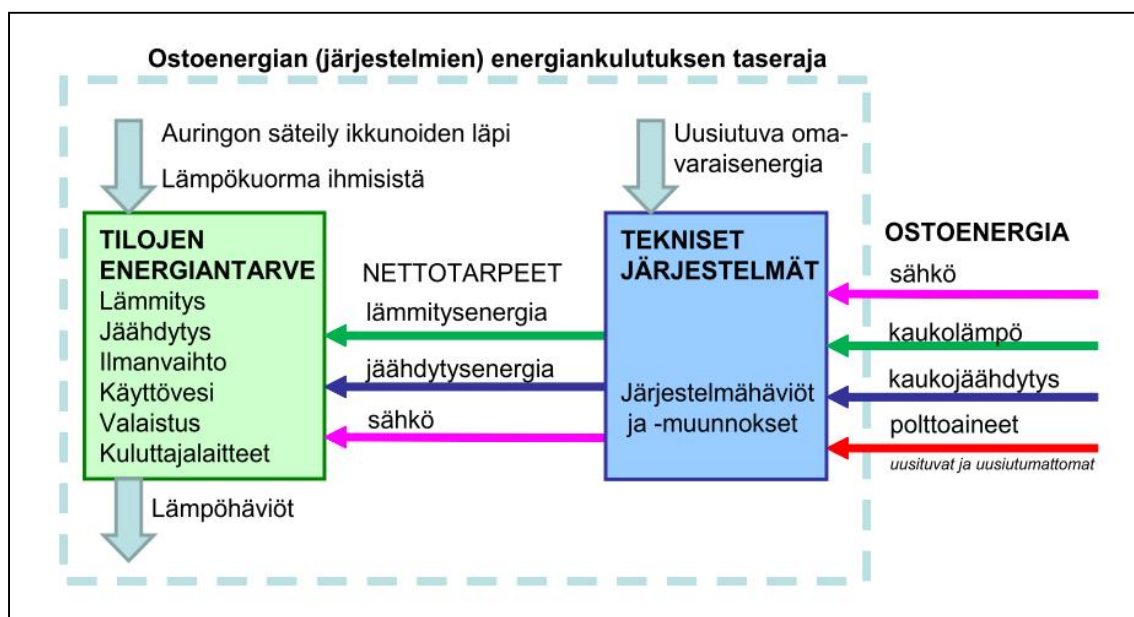 Ostoenergian (järjestelmien) energiankulutuksen taseraja
Auringon säteily ikkunoiden läpi
Lämpökuorma ihmisistä
Uusiutuva oma-
varaisenergia
TILOJEN
ENERGIANTARVE
Lämmitys
Jäähdytys
Ilmanvaihto
Käyttövesi
Valaistus
Kuluttajalaitteet
Lämpöhäviöt
NETTOTARPEET
lämmitysenergia
jäähdytysenergia
sähkö
TEKNISET
JÄRJESTELMÄT
Järjestelmähäviöt
ja -muunnokset
OSTOENERGIA
sähkö
kaukolämpö
kaukojäähdytys
polttoaineet
uusituvat ja uusiutumattomat